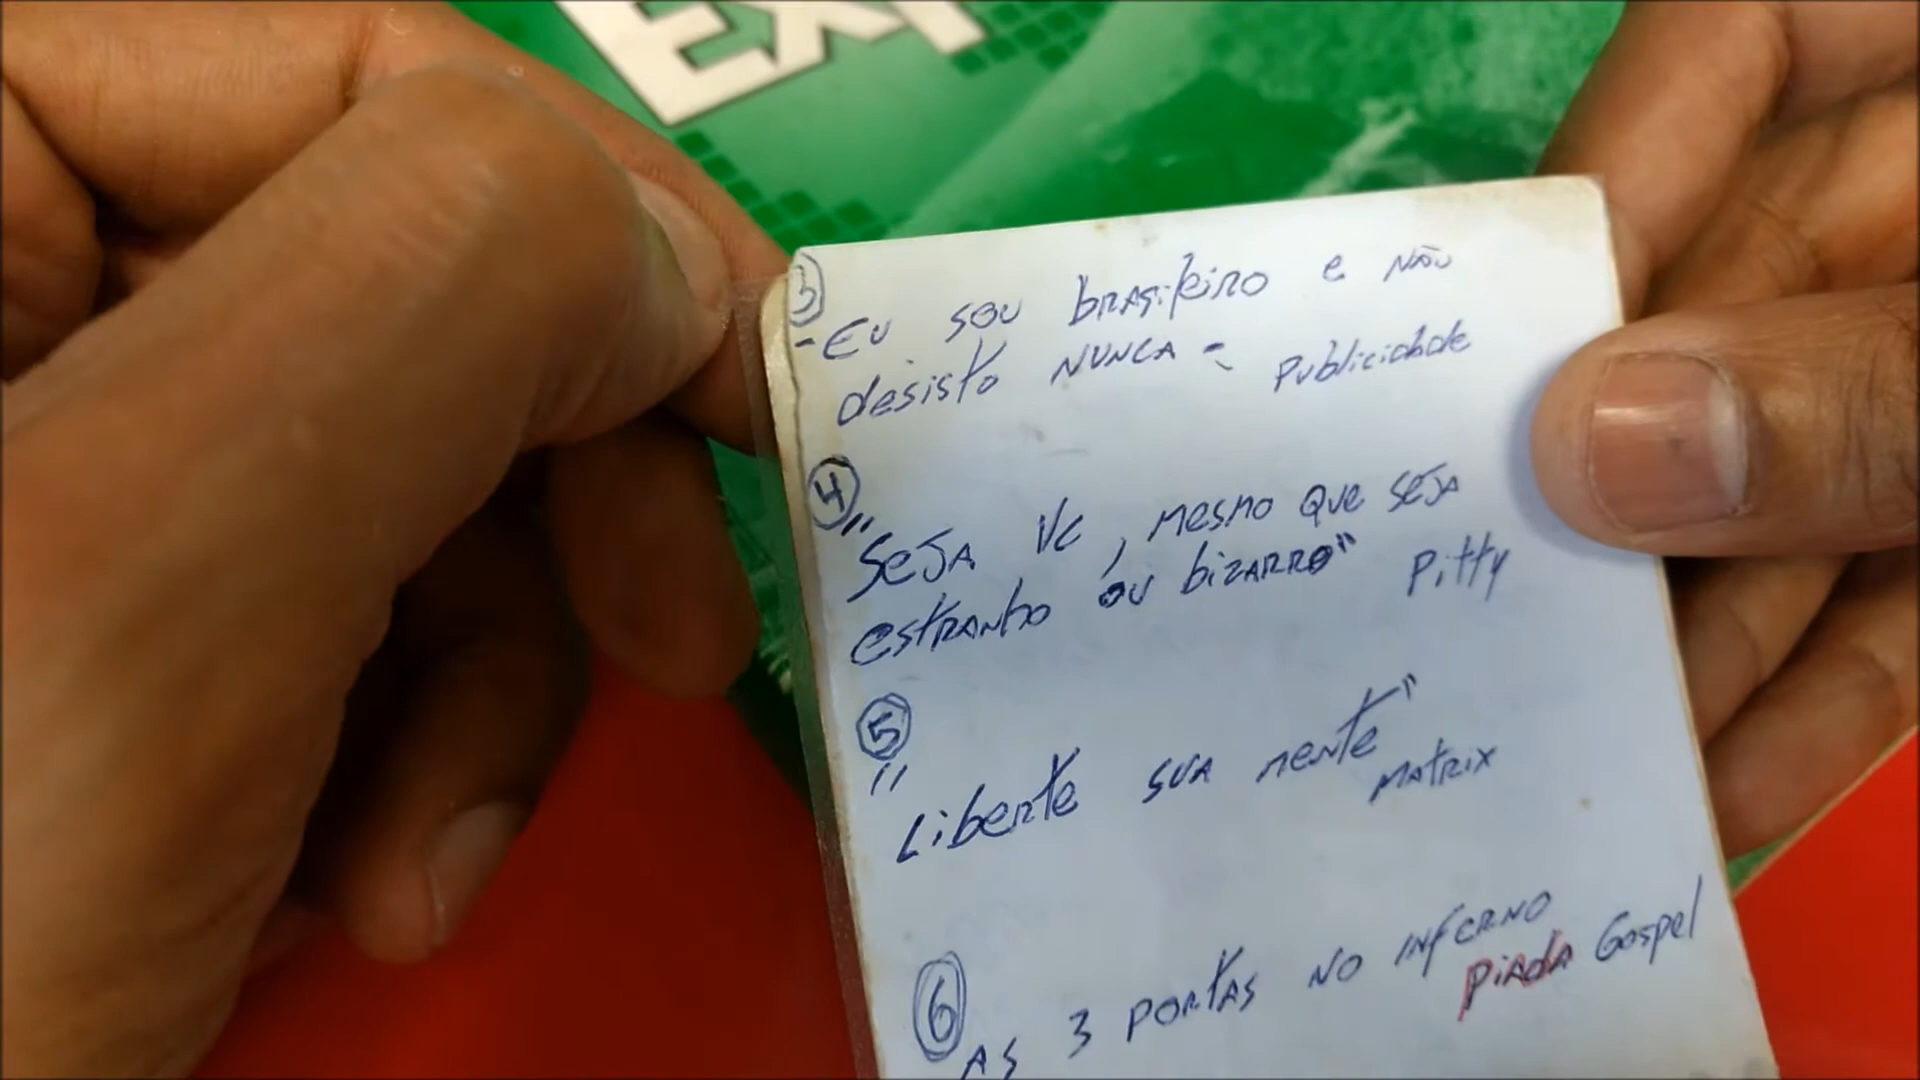 EX
3
- EU SOU brasileiro e NÃO
desisto NUNCA - Publicidade
4
"SEJA VC, MESMO QUE SEJA
estranho OU bizarro" Pitty
5
"Liberte SUA mente"
MATRIX
6
AS 3 PORTAS NO INFERNO
PIADA Gospel